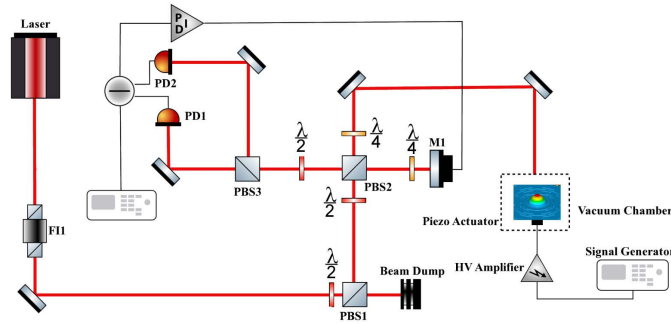 Laser
P
I
D
PD2
PD1
M1
λ/2
λ/4
λ/4
PBS3
PBS2
λ/2
Piezo Actuator
Vacuum Chamber
FI1
HV Amplifier
Signal Generator
λ/2
Beam Dump
PBS1